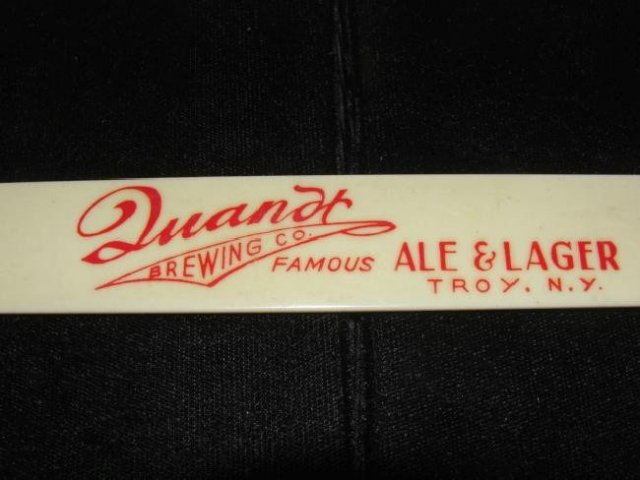 Quandt
BREWING CO.
FAMOUS ALE & LAGER
TROY, N.Y.